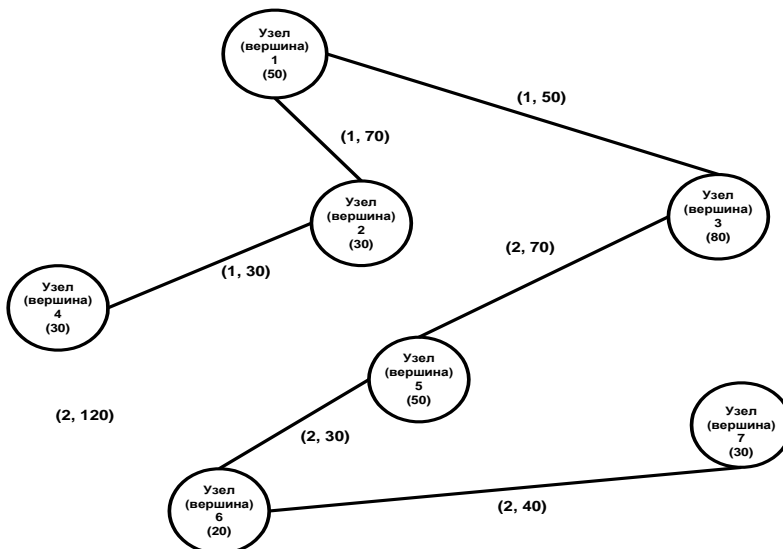 Узел
(вершина)
1
(50)
(1, 50)
(1, 70)
Узел
(вершина)
2
(30)
Узел
(вершина)
3
(80)
(2, 70)
(1, 30)
Узел
(вершина)
4
(30)
Узел
(вершина)
5
(50)
(2, 120)
Узел
(вершина)
7
(30)
(2, 30)
Узел
(вершина)
6
(20)
(2, 40)